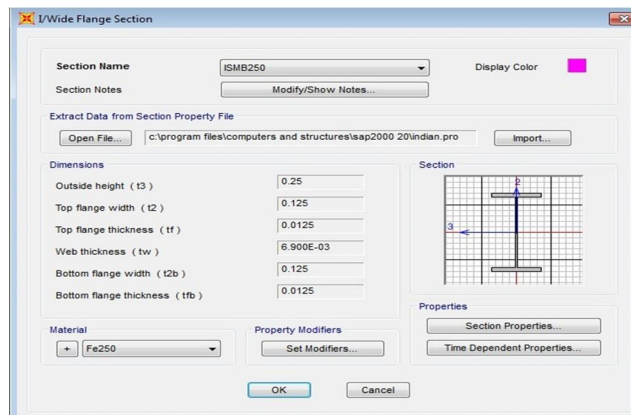 I/Wide Flange Section
Section Name
ISMB250
Display Color
Section Notes
Modify/Show Notes...
Extract Data from Section Property File
Open File...
c:\program files\computers and structures\sap2000 20\indian.pro
Import...
Dimensions
Section
Outside height ( t3 )
0.25
Top flange width ( t2 )
0.125
Top flange thickness ( tf )
0.0125
Web thickness ( tw )
6.900E-03
Bottom flange width ( t2b )
0.125
Bottom flange thickness ( tfb )
0.0125
2
3
Properties
Section Properties...
Time Dependent Properties...
Material
+
Fe250
Property Modifiers
Set Modifiers...
OK
Cancel